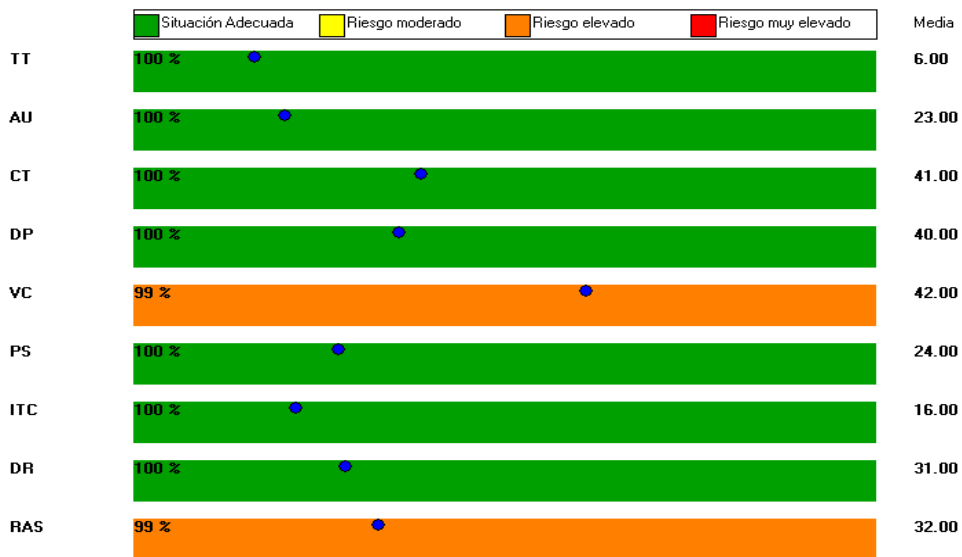 Situación Adecuada Riesgo moderado Riesgo elevado Riesgo muy elevado Media
TT 100 % 6.00
AU 100 % 23.00
CT 100 % 41.00
DP 100 % 40.00
VC 99 % 42.00
PS 100 % 24.00
ITC 100 % 16.00
DR 100 % 31.00
RAS 99 % 32.00